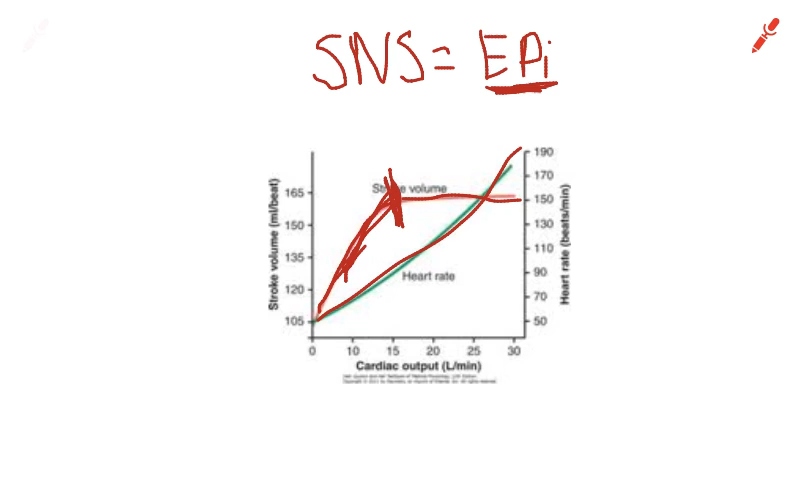 SNS = EPi
Stroke volume
Heart rate
Stroke volume (ml/beat)
165
150
135
120
105
190
170
150
130
110
90
70
50
Heart rate (beats/min)
0 10 15 20 25 30
Cardiac output (L/min)